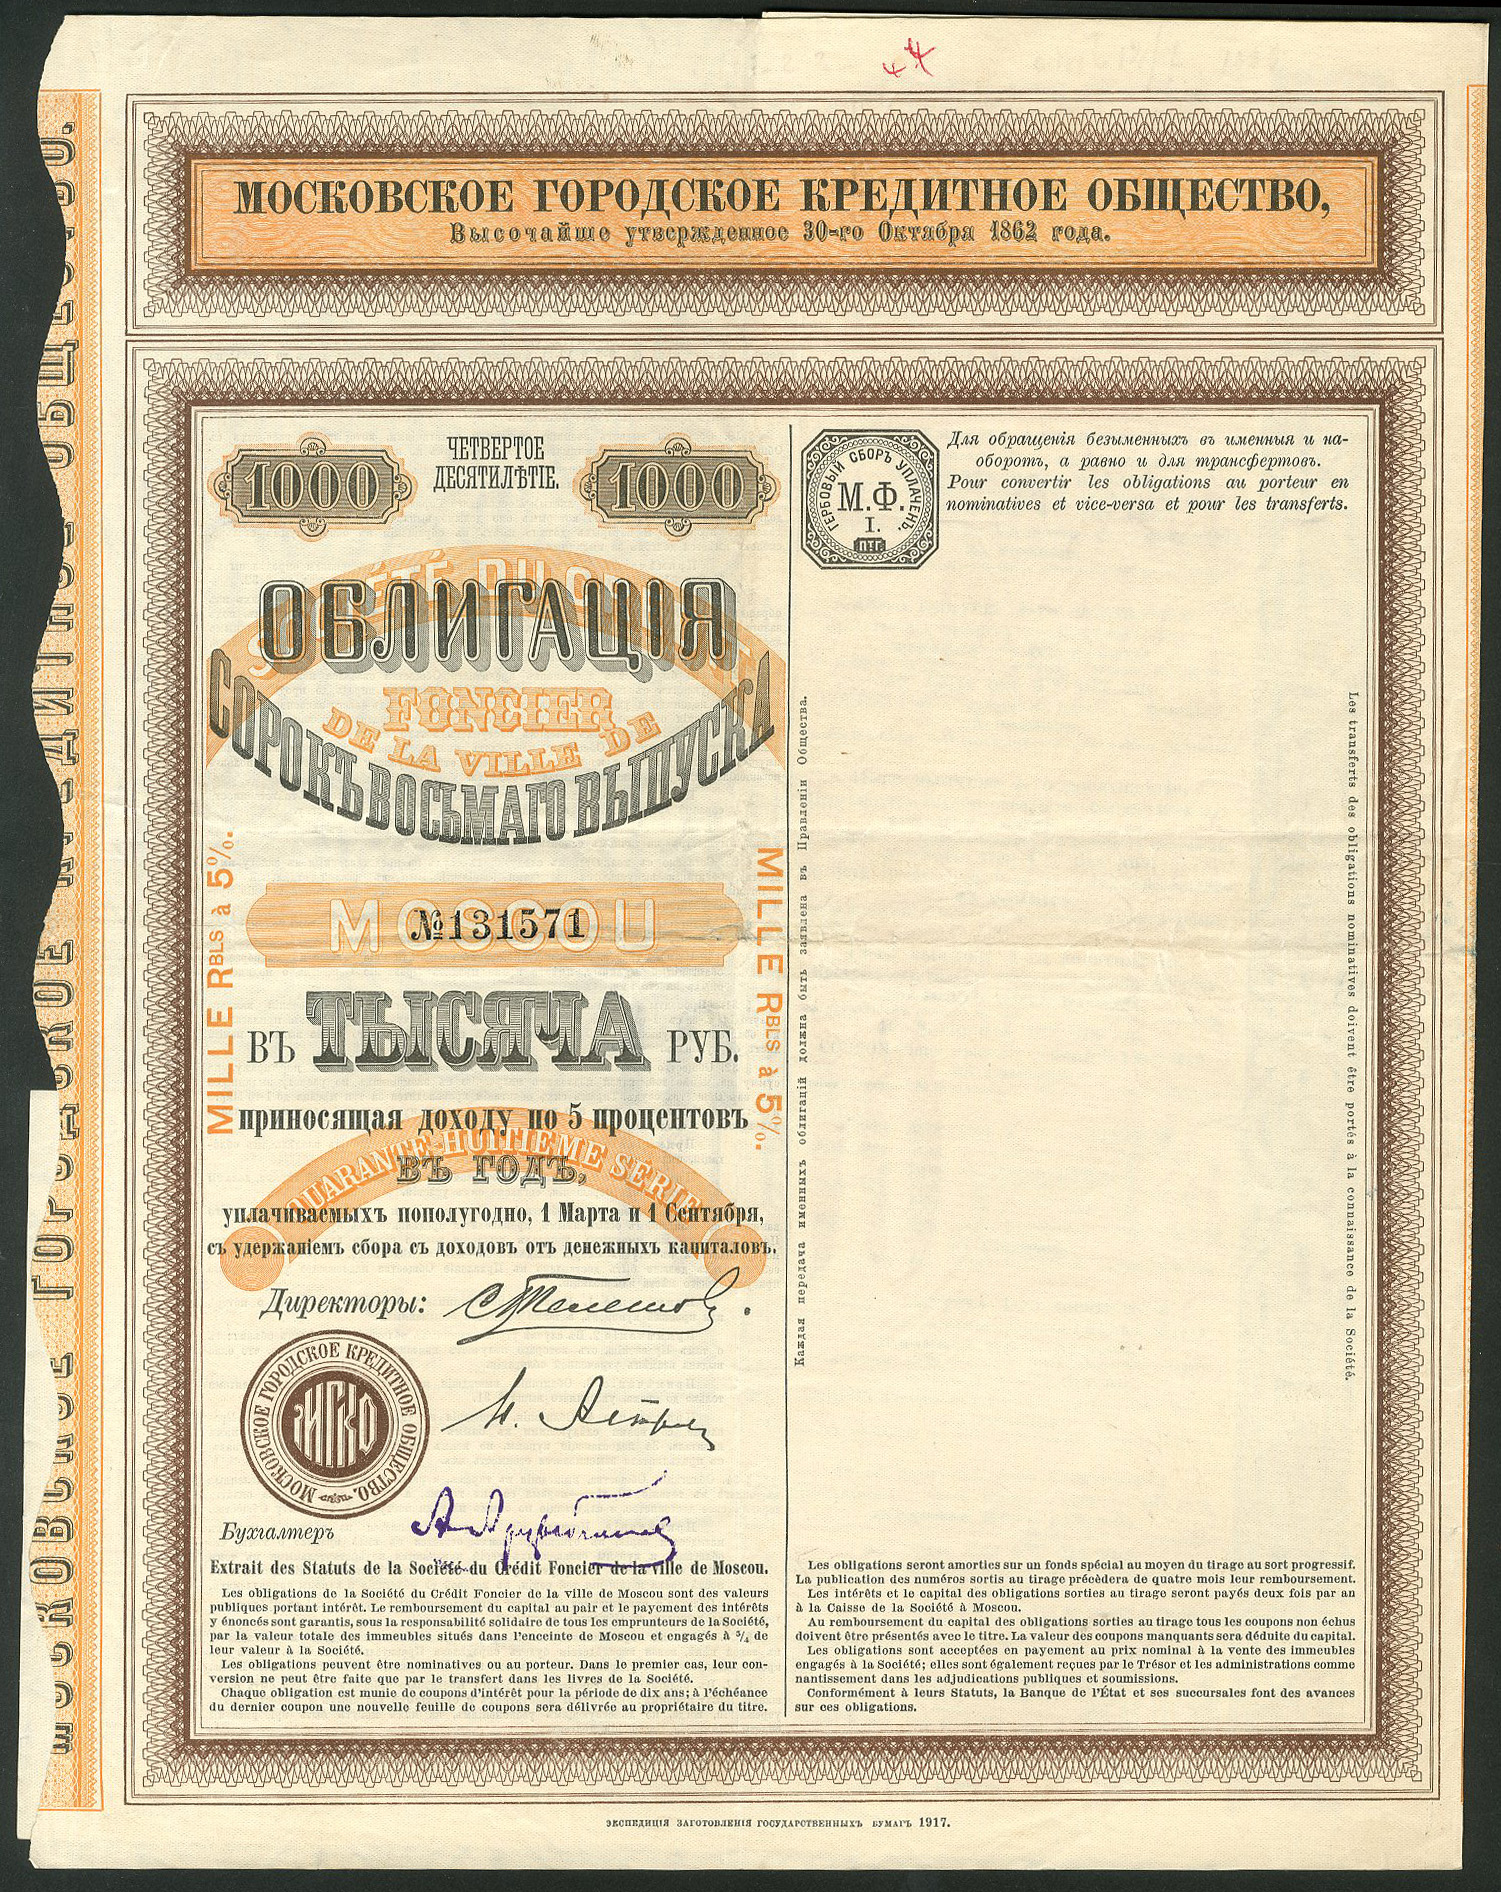 МОСКОВСКОЕ ГОРОДСКОЕ КРЕДИТНОЕ ОБЩЕСТВО,
Высочайше утвержденное 30-го Октября 1862 года.
1000
ЧЕТВЕРТОЕ
ДЕСЯТИЛѢТІЕ.
1000
ОБЛИГАЦІЯ
FONCIER
DE LA VILLE DE
СОРОКЪ ВОСЬМАГО ВЫПУСКА
MOSCOU
№ 131571
MILLE RBLS à 5%.
MILLE RBLS à 5%.
ВЪ ТЫСЯЧА РУБ.
приносящая доходу по 5 процентовъ
ВЪ ГОДЪ,
QUARANTE-HUITIEME SERIE
уплачиваемыхъ пополугодно, 1 Марта и 1 Сентября,
съ удержаніемъ сбора съ доходовъ отъ денежныхъ капиталовъ.
Директоры:
МОСКОВСКОЕ ГОРОДСКОЕ КРЕДИТНОЕ ОБЩЕСТВО.
Бухгалтеръ
Extrait des Statuts de la Société du Crédit Foncier de la ville de Moscou.
Les obligations de la Société du Crédit Foncier de la ville de Moscou sont des valeurs
publiques portant intérêt. Le remboursement du capital au pair et le payement des intérêts
y énoncés sont garantis, sous la responsabilité solidaire de tous les emprunteurs de la Société,
par la valeur totale des immeubles situés dans l'enceinte de Moscou et engagés à ³/₄ de
leur valeur à la Société.
Les obligations peuvent être nominatives ou au porteur. Dans le premier cas, leur con-
version ne peut être faite que par le transfert dans les livres de la Société.
Chaque obligation est munie de coupons d'intérêt pour la période de dix ans; à l'échéance
du dernier coupon une nouvelle feuille de coupons sera délivrée au propriétaire du titre.
ГЕРБОВЫЙ СБОРЪ УПЛАЧЕНЪ.
М.Ф.
I.
ПТГ.
Для обращенія безыменныхъ въ именныя и на-
оборотъ, а равно и для трансфертовъ.
Pour convertir les obligations au porteur en
nominatives et vice-versa et pour les transferts.
Каждая передача именныхъ облигацій должна быть заявлена въ Правленіи Общества.
Les transferts des obligations nominatives doivent être portés à la connaissance de la Société.
Les obligations seront amorties sur un fonds spécial au moyen du tirage au sort progressif.
La publication des numéros sortis au tirage précèdera de quatre mois leur remboursement.
Les intérêts et le capital des obligations sorties au tirage seront payés deux fois par an
à la Caisse de la Société à Moscou.
Au remboursement du capital des obligations sorties au tirage tous les coupons non échus
doivent être présentés avec le titre. La valeur des coupons manquants sera déduite du capital.
Les obligations sont acceptées en payement au prix nominal à la vente des immeubles
engagés à la Société; elles sont également reçues par le Trésor et les administrations comme
nantissement dans les adjudications publiques et soumissions.
Conformément à leurs Statuts, la Banque de l'État et ses succursales font des avances
sur ces obligations.
ЭКСПЕДИЦІЯ ЗАГОТОВЛЕНІЯ ГОСУДАРСТВЕННЫХЪ БУМАГЪ 1917.